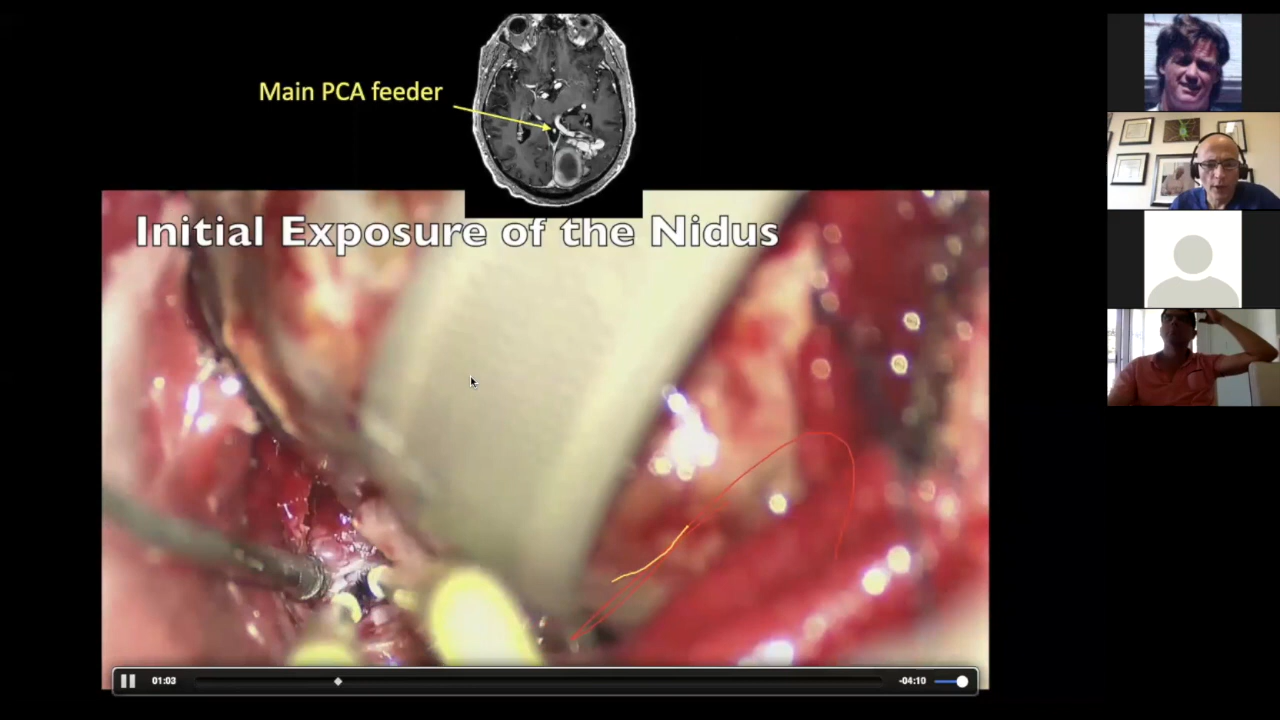 Main PCA feeder
Initial Exposure of the Nidus
01:03
-04:10